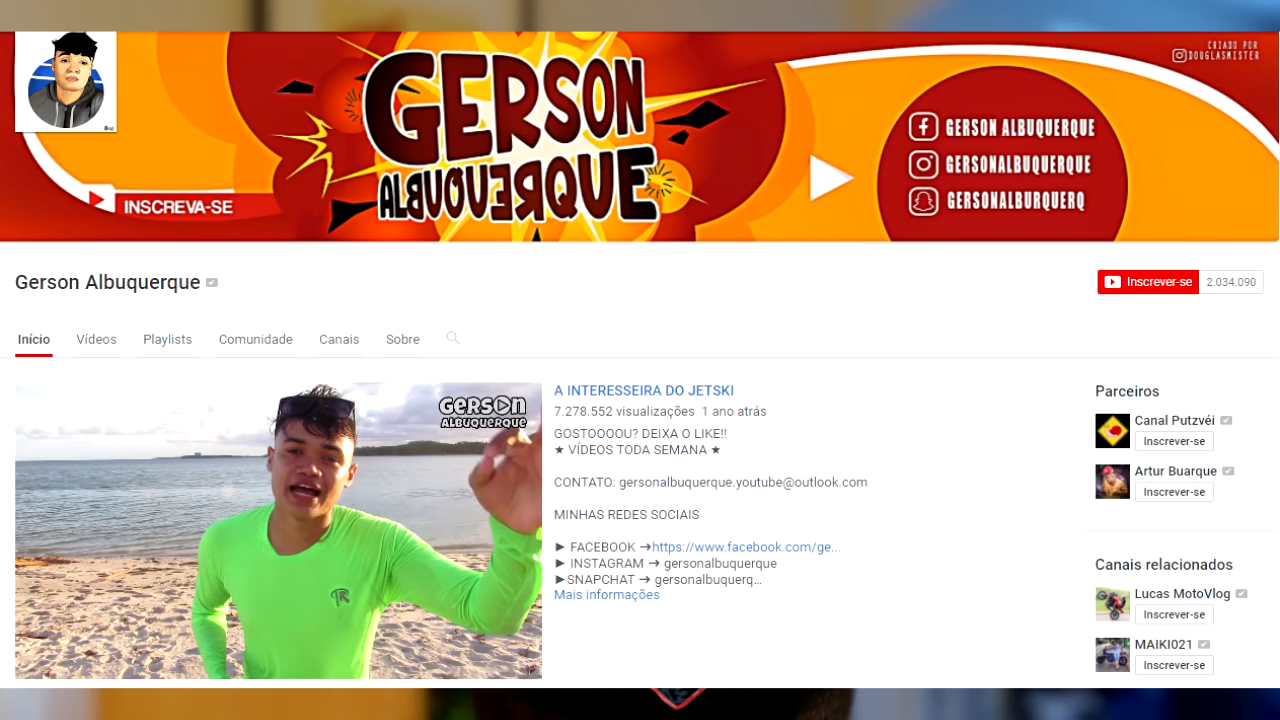 CRIADO POR
DOUGLASMISTER
GERSON
ALBUQUERQUE
GERSON ALBUQUERQUE
GERSONALBUQUERQUE
GERSONALBURQUERQ
INSCREVA-SE
Gerson Albuquerque
Inscrever-se 2.034.090
Início Vídeos Playlists Comunidade Canais Sobre
GERSON
ALBUQUERQUE
TR
A INTERESSEIRA DO JETSKI
7.278.552 visualizações 1 ano atrás
GOSTOOOOU? DEIXA O LIKE!!
★ VÍDEOS TODA SEMANA ★
CONTATO: gersonalbuquerque.youtube@outlook.com
MINHAS REDES SOCIAIS
► FACEBOOK →https://www.facebook.com/ge...
► INSTAGRAM → gersonalbuquerque
►SNAPCHAT → gersonalbuquerq...
Mais informações
Parceiros
Canal Putzvéi
Inscrever-se
Artur Buarque
Inscrever-se
Canais relacionados
Lucas MotoVlog
Inscrever-se
MAIKI021
Inscrever-se